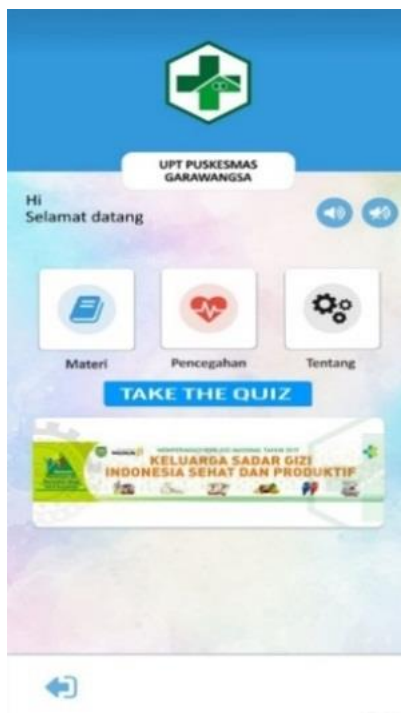 UPT PUSKESMAS
GARAWANGSA
Hi
Selamat datang
Materi
Pencegahan
Tentang
TAKE THE QUIZ
KELUARGA SADAR GIZI
INDONESIA SEHAT DAN PRODUKTIF